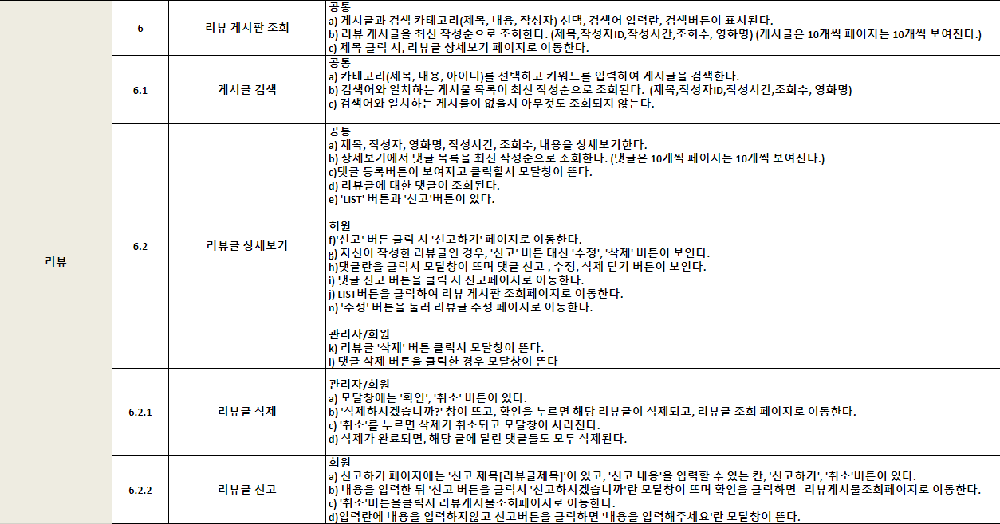 리뷰
6
리뷰 게시판 조회
공통
a) 게시글과 검색 카테고리(제목, 내용, 작성자) 선택, 검색어 입력란, 검색버튼이 표시된다.
b) 리뷰 게시글을 최신 작성순으로 조회한다. (제목,작성자ID,작성시간,조회수, 영화명) (게시글은 10개씩 페이지는 10개씩 보여진다.)
c) 제목 클릭 시, 리뷰글 상세보기 페이지로 이동한다.
6.1
게시글 검색
공통
a) 카테고리(제목, 내용, 아이디)를 선택하고 키워드를 입력하여 게시글을 검색한다.
b) 검색어와 일치하는 게시물 목록이 최신 작성순으로 조회된다. (제목,작성자ID,작성시간,조회수, 영화명)
c) 검색어와 일치하는 게시물이 없을시 아무것도 조회되지 않는다.
6.2
리뷰글 상세보기
공통
a) 제목, 작성자, 영화명, 작성시간, 조회수, 내용을 상세보기한다.
b) 상세보기에서 댓글 목록을 최신 작성순으로 조회한다. (댓글은 10개씩 페이지는 10개씩 보여진다.)
c)댓글 등록버튼이 보여지고 클릭할시 모달창이 뜬다.
d) 리뷰글에 대한 댓글이 조회된다.
e) 'LIST' 버튼과 '신고'버튼이 있다.
회원
f)'신고' 버튼 클릭 시 '신고하기' 페이지로 이동한다.
g) 자신이 작성한 리뷰글인 경우, '신고' 버튼 대신 '수정', '삭제' 버튼이 보인다.
h)댓글란을 클릭시 모달창이 뜨며 댓글 신고 , 수정, 삭제 닫기 버튼이 보인다.
i) 댓글 신고 버튼을 클릭 시 신고페이지로 이동한다.
j) LIST버튼을 클릭하여 리뷰 게시판 조회페이지로 이동한다.
n) '수정' 버튼을 눌러 리뷰글 수정 페이지로 이동한다.
관리자/회원
k) 리뷰글 '삭제' 버튼 클릭시 모달창이 뜬다.
l) 댓글 삭제 버튼을 클릭한 경우 모달창이 뜬다
6.2.1
리뷰글 삭제
관리자/회원
a) 모달창에는 '확인', '취소' 버튼이 있다.
b) '삭제하시겠습니까?' 창이 뜨고, 확인을 누르면 해당 리뷰글이 삭제되고, 리뷰글 조회 페이지로 이동한다.
c) '취소'를 누르면 삭제가 취소되고 모달창이 사라진다.
d) 삭제가 완료되면, 해당 글에 달린 댓글들도 모두 삭제된다.
6.2.2
리뷰글 신고
회원
a) 신고하기 페이지에는 '신고 제목[리뷰글제목]'이 있고, '신고 내용'을 입력할 수 있는 칸, '신고하기', '취소'버튼이 있다.
b) 내용을 입력한 뒤 '신고 버튼을 클릭시 '신고하시겠습니까'란 모달창이 뜨며 확인을 클릭하면 리뷰게시물조회페이지로 이동한다.
c) '취소'버튼을클릭시 리뷰게시물조회페이지로 이동한다.
d)입력란에 내용을 입력하지않고 신고버튼을 클릭하면 '내용을 입력해주세요'란 모달창이 뜬다.